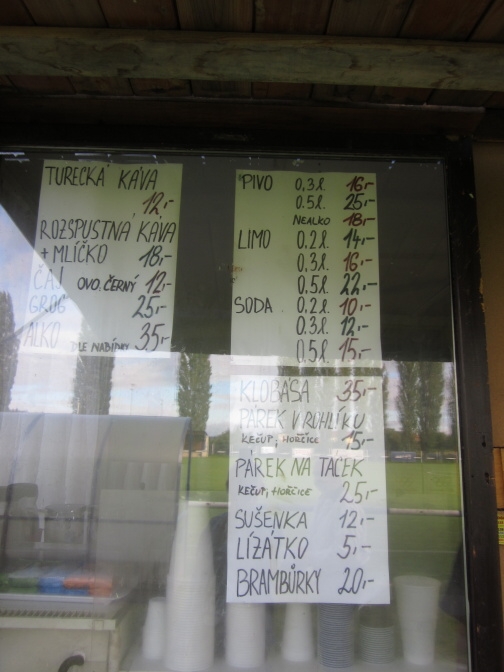 TURECKÁ KÁVA
12,-
ROZSPUSTNÁ KÁVA
+ MLÍČKO 18,-
ČAJ OVO. ČERNÝ 12,-
GROG 25,-
ALKO DLE NABÍDKY 35,-
PIVO 0,3l. 16,-
0.5l. 25,-
NEALKO 18,-
LIMO 0.2l. 14,-
0,3l. 16,-
0.5l. 22,-
SODA 0.2l. 10,-
0.3l. 12,-
0,5l. 15,-
KLOBÁSA 35,-
PÁREK V ROHLÍKU
KEČUP, HOŘČICE 15,-
PÁREK NA TÁCEK
KEČUP, HOŘČICE 25,-
SUŠENKA 12,-
LÍZÁTKO 5,-
BRAMBŮRKY 20,-